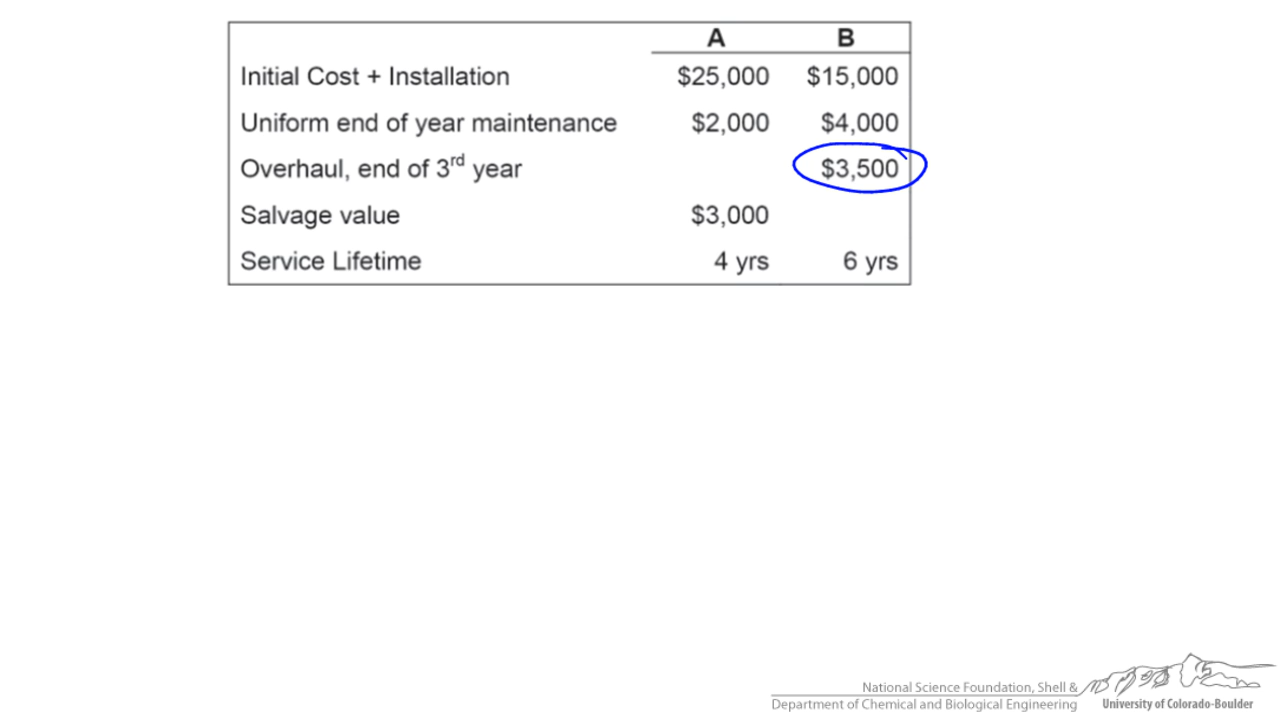 A B
Initial Cost + Installation $25,000 $15,000
Uniform end of year maintenance $2,000 $4,000
Overhaul, end of 3rd year $3,500
Salvage value $3,000
Service Lifetime 4 yrs 6 yrs
National Science Foundation, Shell &
Department of Chemical and Biological Engineering
University of Colorado-Boulder